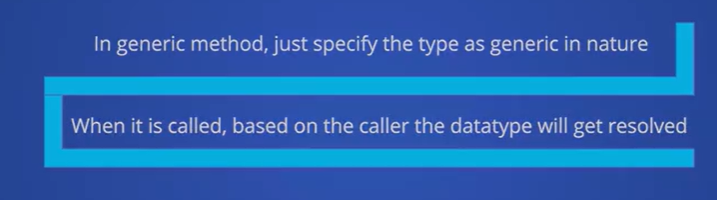 In generic method, just specify the type as generic in nature
When it is called, based on the caller the datatype will get resolved